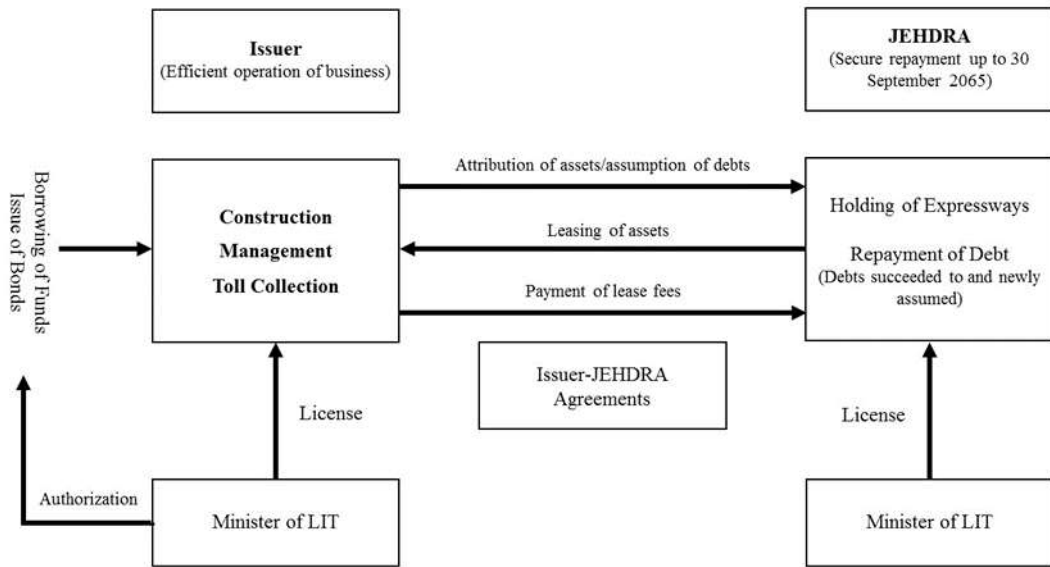 Issuer
(Efficient operation of business)
JEHDRA
(Secure repayment up to 30
September 2065)
Borrowing of Funds
Issue of Bonds
Construction
Management
Toll Collection
Attribution of assets/assumption of debts
Leasing of assets
Payment of lease fees
Holding of Expressways
Repayment of Debt
(Debts succeeded to and newly
assumed)
Issuer-JEHDRA
Agreements
License
License
Authorization
Minister of LIT
Minister of LIT